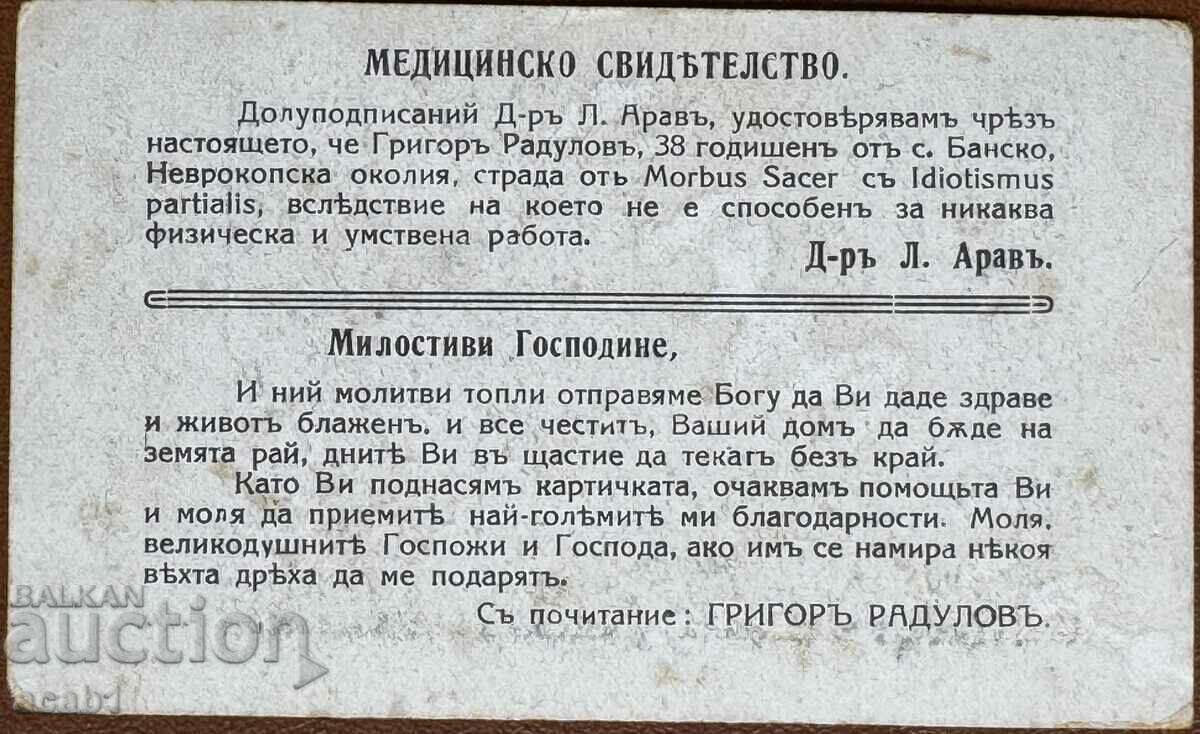 МЕДИЦИНСКО СВИДѢТЕЛСТВО.
Долуподписаний Д-ръ Л. Аравъ, удостовѣрявамъ чрѣзъ
настоящето, че Григоръ Радуловъ, 38 годишенъ отъ с. Банско,
Неврокопска околия, страда отъ Morbus Sacer съ Idiotismus
partialis, вслѣдствие на което не е способенъ за никаква
физическа и умствена работа.
Д-ръ Л. Аравъ.
Милостиви Господине,
И ний молитви топли отправяме Богу да Ви даде здраве
и животъ блаженъ. и все честитъ, Ваший домъ да бѫде на
земята рай, днитѣ Ви въ щастие да текатъ безъ край.
Като Ви поднасямъ картичката, очаквамъ помощьта Ви
и моля да приемитѣ най-голѣмитѣ ми благодарности. Моля.
великодушнитѣ Госпожи и Господа, ако имъ се намира нѣкоя
вѣхта дрѣха да ме подарятъ.
Съ почитание: ГРИГОРЪ РАДУЛОВЪ.
BALKAN
auction
acab1